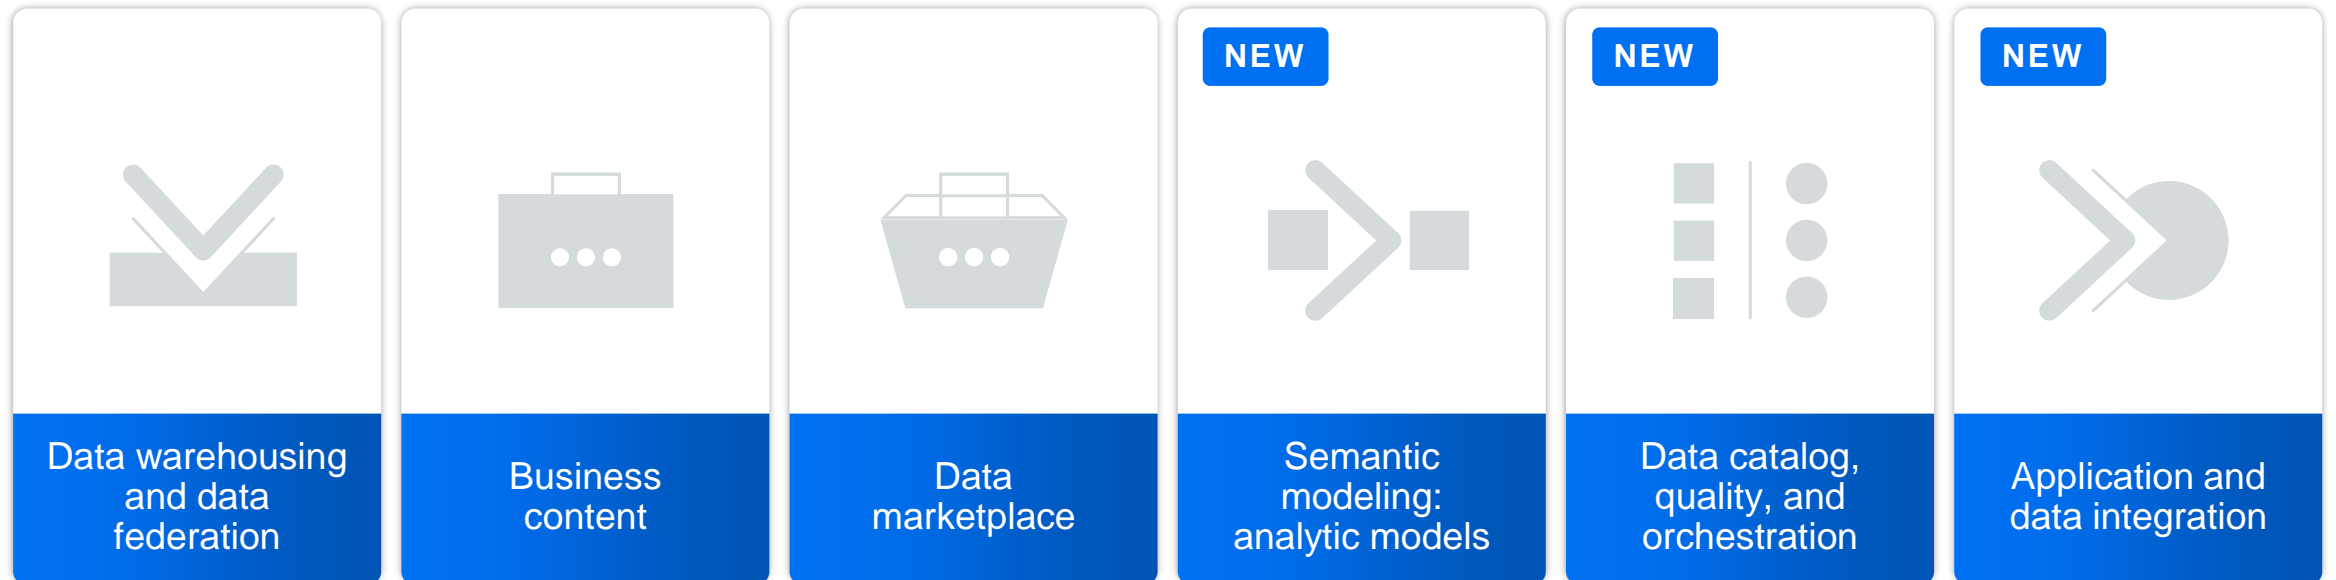 Data warehousing
and data
federation
Business
content
Data
marketplace
NEW
Semantic
modeling:
analytic models
NEW
Data catalog,
quality, and
orchestration
NEW
Application and
data integration